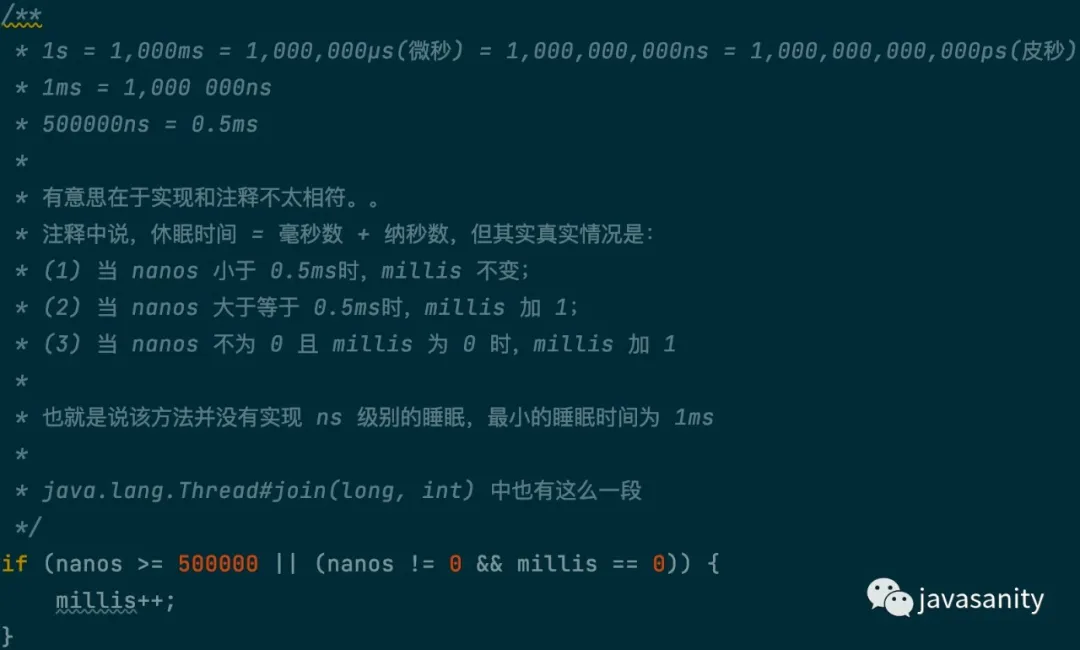 /**
 * 1s = 1,000ms = 1,000,000μs(微秒) = 1,000,000,000ns = 1,000,000,000,000ps(皮秒)
 * 1ms = 1,000 000ns
 * 500000ns = 0.5ms
 *
 * 有意思在于实现和注释不太相符。。
 * 注释中说，休眠时间 = 毫秒数 + 纳秒数，但其实真实情况是：
 * (1) 当 nanos 小于 0.5ms时，millis 不变；
 * (2) 当 nanos 大于等于 0.5ms时，millis 加 1；
 * (3) 当 nanos 不为 0 且 millis 为 0 时，millis 加 1
 *
 * 也就是说该方法并没有实现 ns 级别的睡眠，最小的睡眠时间为 1ms
 *
 * java.lang.Thread#join(long, int) 中也有这么一段
 */
if (nanos >= 500000 || (nanos != 0 && millis == 0)) {
    millis++;
}
javasanity